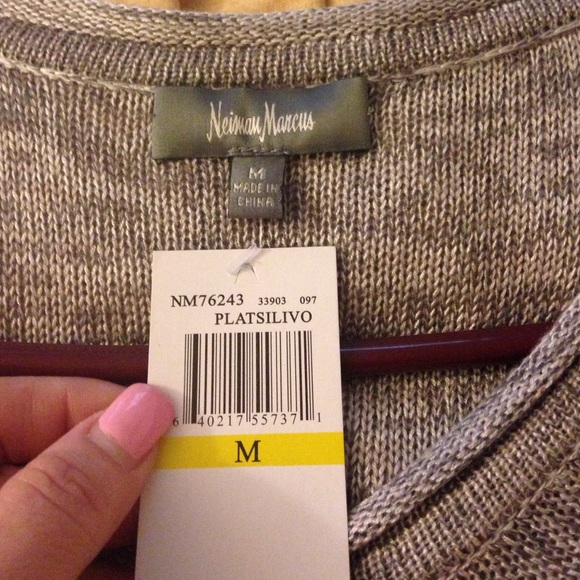 Neiman Marcus
M
MADE IN
CHINA
NM76243 33903 097
PLATSILIVO
6 40217 55737 1
M